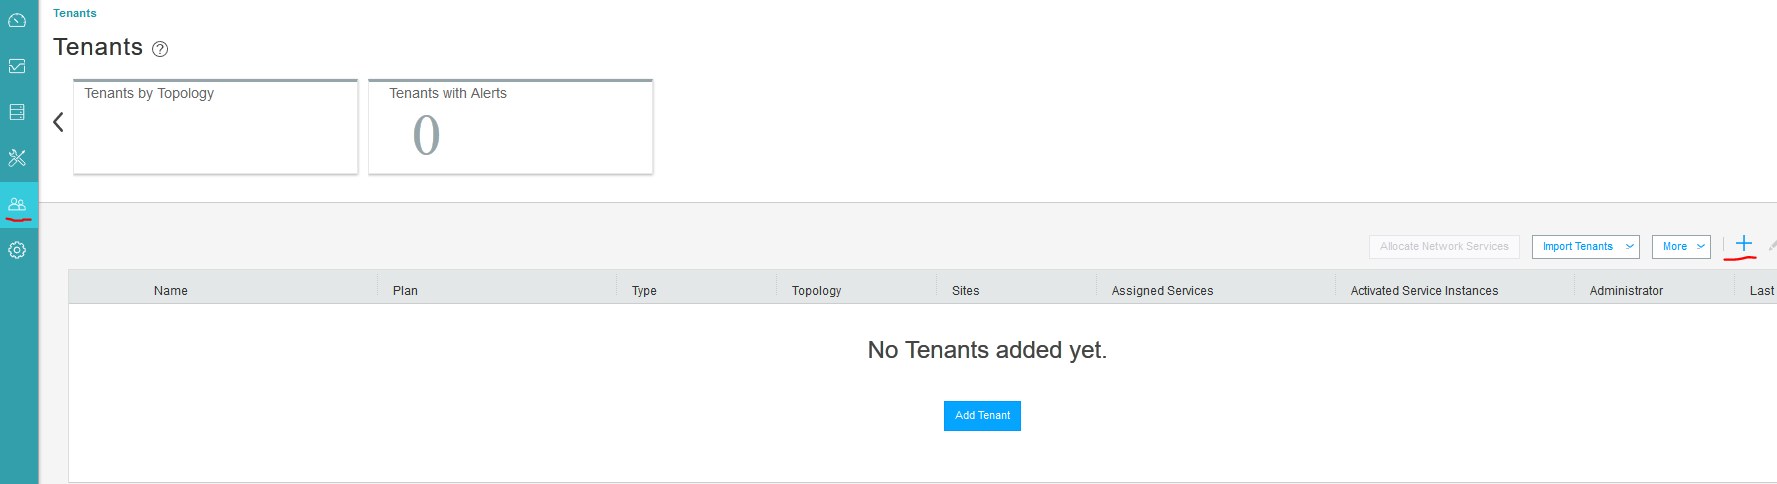 Tenants
Tenants ?
Tenants by Topology
Tenants with Alerts
0
Allocate Network Services
Import Tenants
More
Name
Plan
Type
Topology
Sites
Assigned Services
Activated Service Instances
Administrator
Last
No Tenants added yet.
Add Tenant